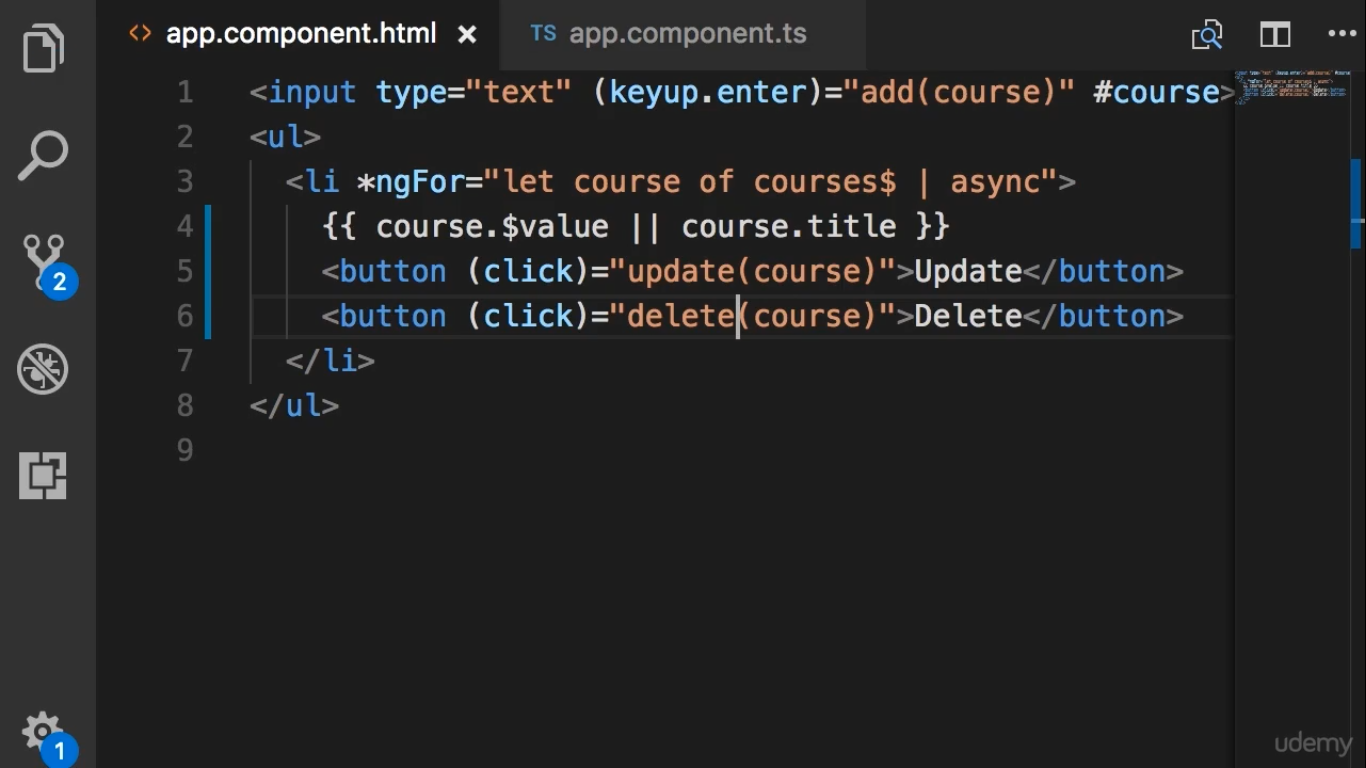 app.component.html
TS app.component.ts
1 <input type="text" (keyup.enter)="add(course)" #course>
2 <ul>
3 <li *ngFor="let course of courses$ | async">
4 {{ course.$value || course.title }}
5 <button (click)="update(course)">Update</button>
6 <button (click)="delete(course)">Delete</button>
7 </li>
8 </ul>
9
2
1
udemy